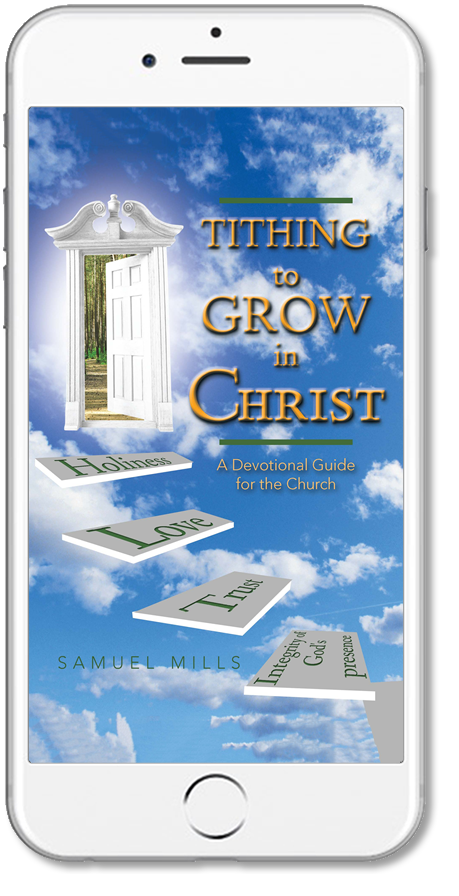 TITHING
to
GROW
in
CHRIST
A Devotional Guide
for the Church
Holiness
Love
Trust
Integrity of
God's
presence
SAMUEL MILLS